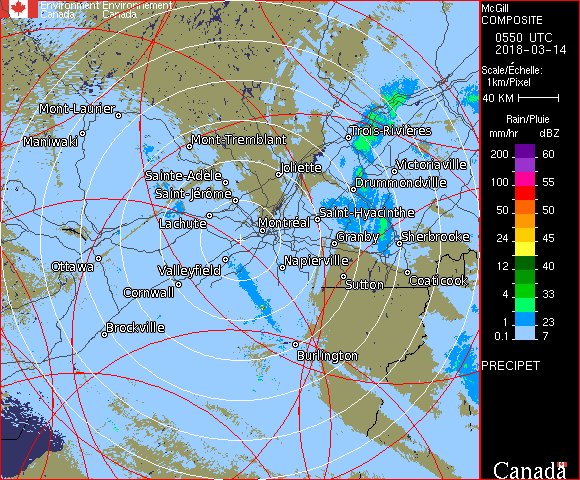 Environment Environnement
Canada Canada
McGill
COMPOSITE
0550 UTC
2018-03-14
Scale/Échelle:
1km/Pixel
40 KM
Rain/Pluie
mm/hr dBZ
200 60
100 55
50 50
24 45
12 40
4 33
1 23
0.1 7
PRECIPET
Canada
Mont-Laurier
Maniwaki
Mont-Tremblant
Trois-Rivières
Joliette
Victoriaville
Sainte-Adèle
Drummondville
Saint-Jérôme
Lachute
Saint-Hyacinthe
Montréal
Granby
Sherbrooke
Ottawa
Valleyfield
Napierville
Cornwall
Sutton
Coaticook
Brockville
Burlington